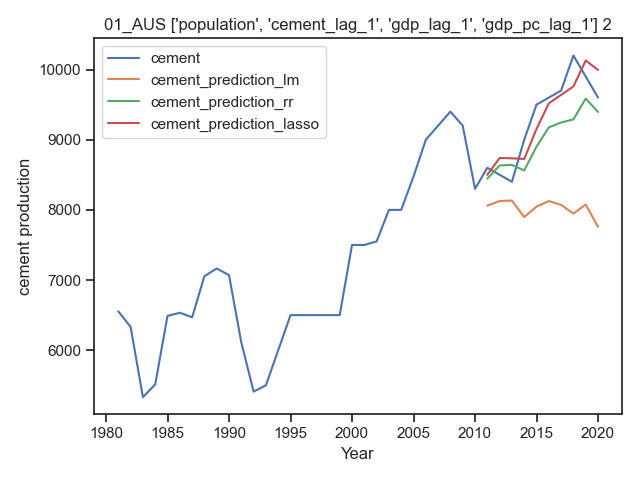 01_AUS ['population', 'cement_lag_1', 'gdp_lag_1', 'gdp_pc_lag_1'] 2
cement
cement_prediction_lm
cement_prediction_rr
cement_prediction_lasso
cement production
10000
9000
8000
7000
6000
1980 1985 1990 1995 2000 2005 2010 2015 2020
Year